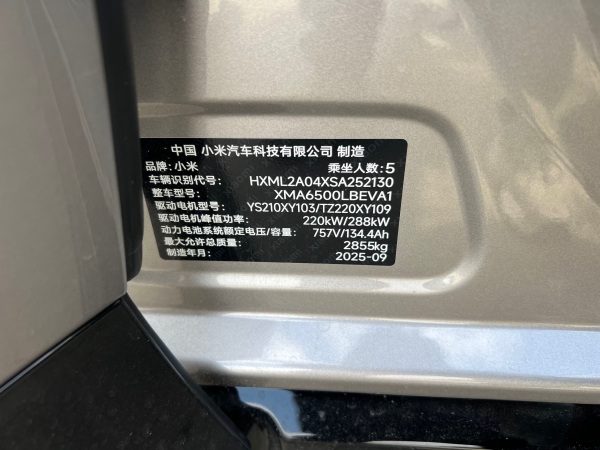 中国 小米汽车科技有限公司 制造
品牌: 小米 乘坐人数: 5
车辆识别代号: HXML2A04XSA252130
整车型号: XMA6500LBEVA1
驱动电机型号: YS210XY103/TZ220XY109
驱动电机峰值功率: 220kW/288kW
动力电池系统额定电压/容量: 757V/134.4Ah
最大允许总质量: 2855kg
制造年月: 2025-09